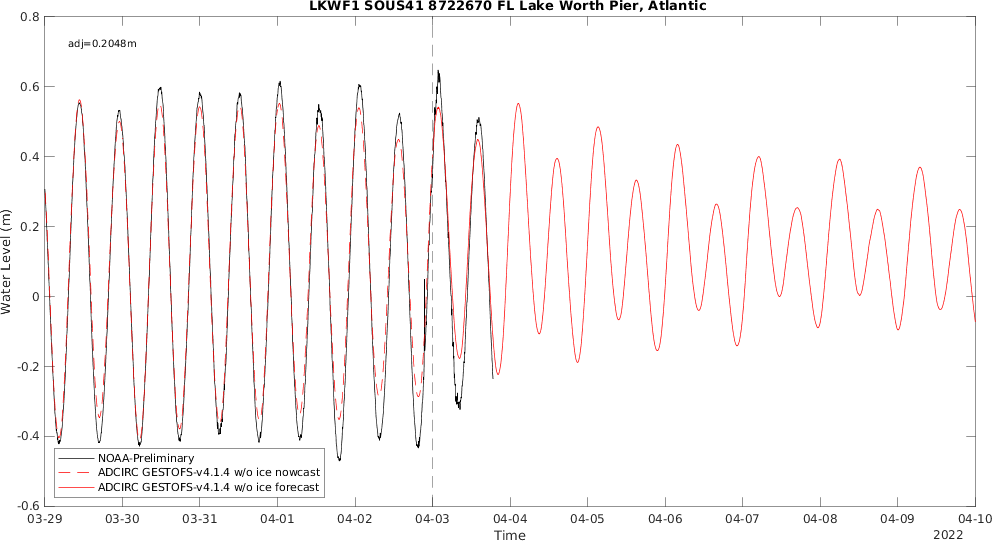 LKWF1 SOUS41 8722670 FL Lake Worth Pier, Atlantic
adj=0.2048m
0.8
0.6
0.4
0.2
0
-0.2
-0.4
-0.6
Water Level (m)
NOAA-Preliminary
ADCIRC GESTOFS-v4.1.4 w/o ice nowcast
ADCIRC GESTOFS-v4.1.4 w/o ice forecast
03-29 03-30 03-31 04-01 04-02 04-03 04-04 04-05 04-06 04-07 04-08 04-09 04-10
Time
2022